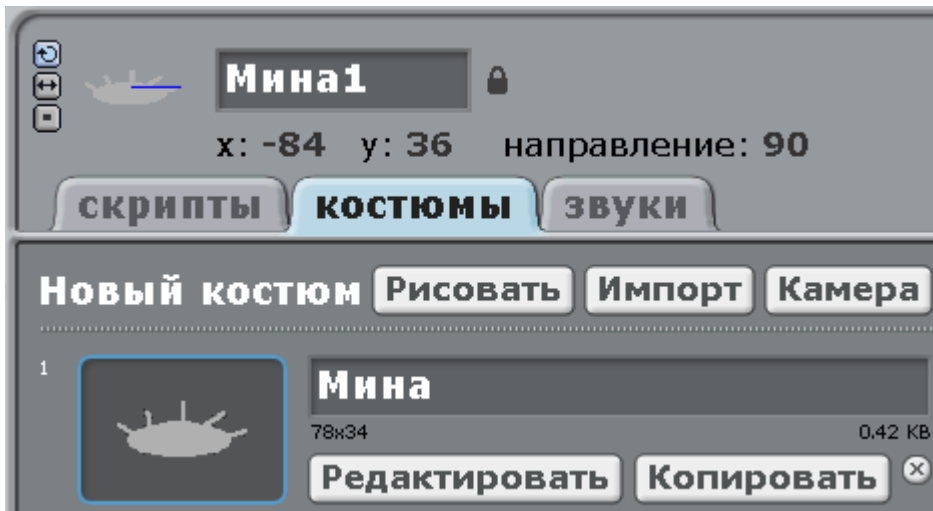 Мина1
x: -84 y: 36 направление: 90
скрипты костюмы звуки
Новый костюм Рисовать Импорт Камера
1
Мина
78x34 0.42 KB
Редактировать Копировать